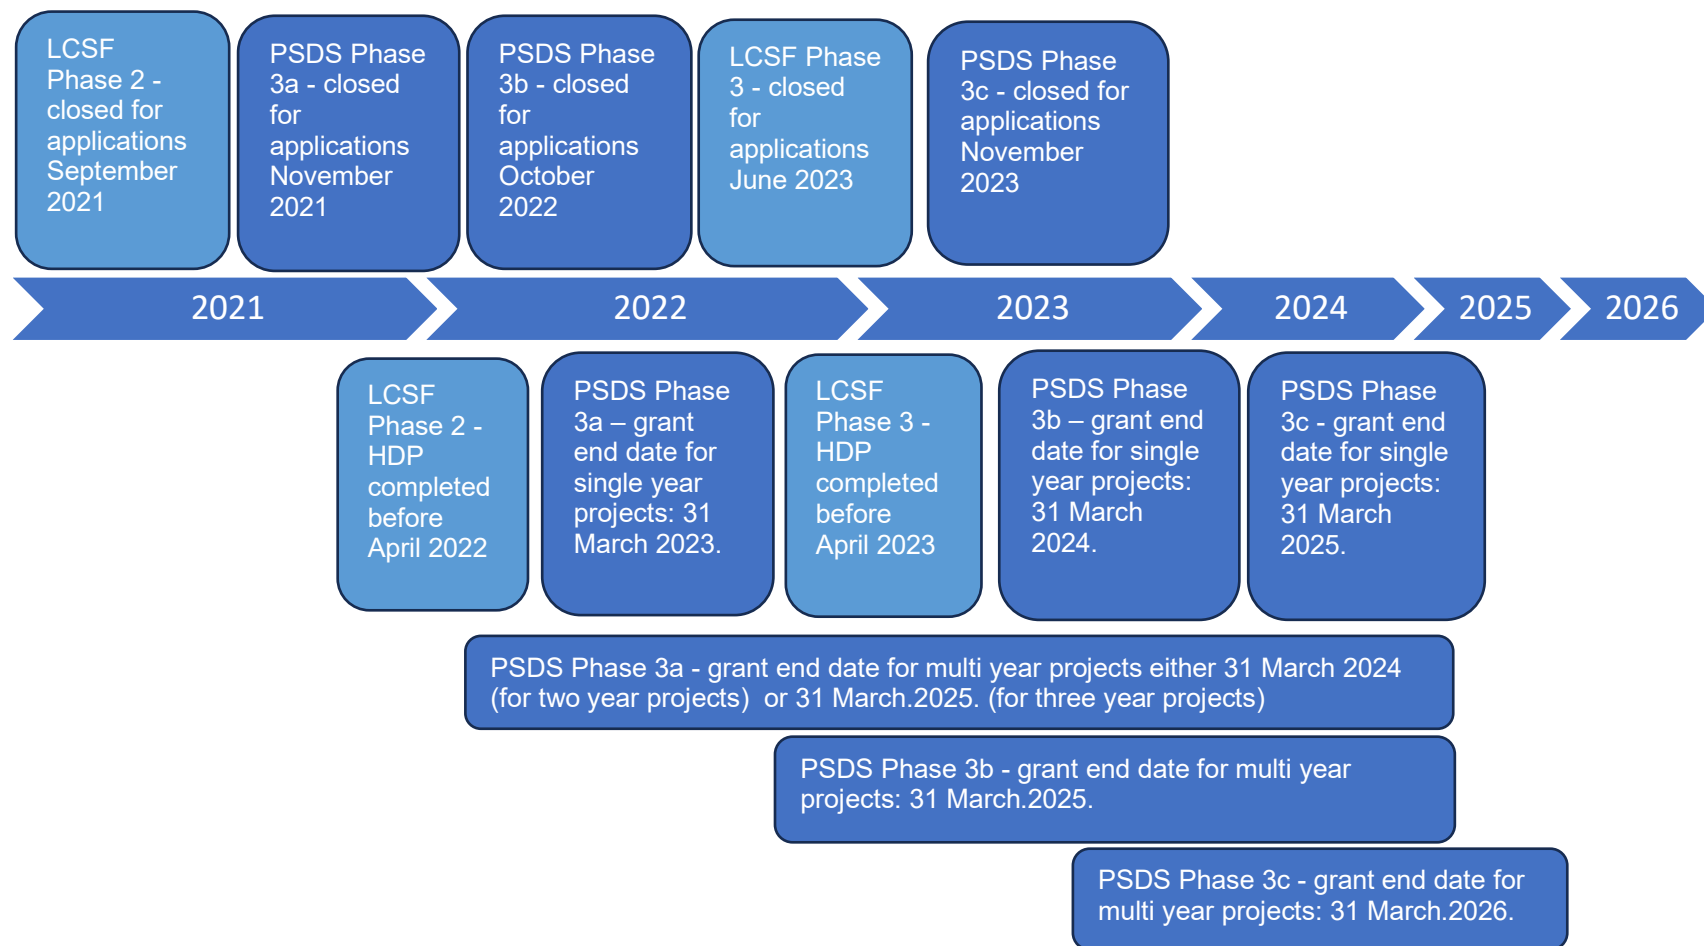 LCSF
Phase 2 -
closed for
applications
September
2021
PSDS Phase
3a - closed
for
applications
November
2021
PSDS Phase
3b - closed
for
applications
October
2022
LCSF Phase
3 - closed
for
applications
June 2023
PSDS Phase
3c - closed for
applications
November
2023
2021
2022
2023
2024
2025
2026
LCSF
Phase 2 -
HDP
completed
before
April 2022
PSDS Phase
3a – grant
end date for
single year
projects: 31
March 2023.
LCSF
Phase 3 -
HDP
completed
before
April 2023
PSDS Phase
3b – grant end
date for single
year projects:
31 March
2024.
PSDS Phase
3c - grant end
date for single
year projects:
31 March
2025.
PSDS Phase 3a - grant end date for multi year projects either 31 March 2024
(for two year projects)  or 31 March.2025. (for three year projects)
PSDS Phase 3b - grant end date for multi year
projects: 31 March.2025.
PSDS Phase 3c - grant end date for
multi year projects: 31 March.2026.